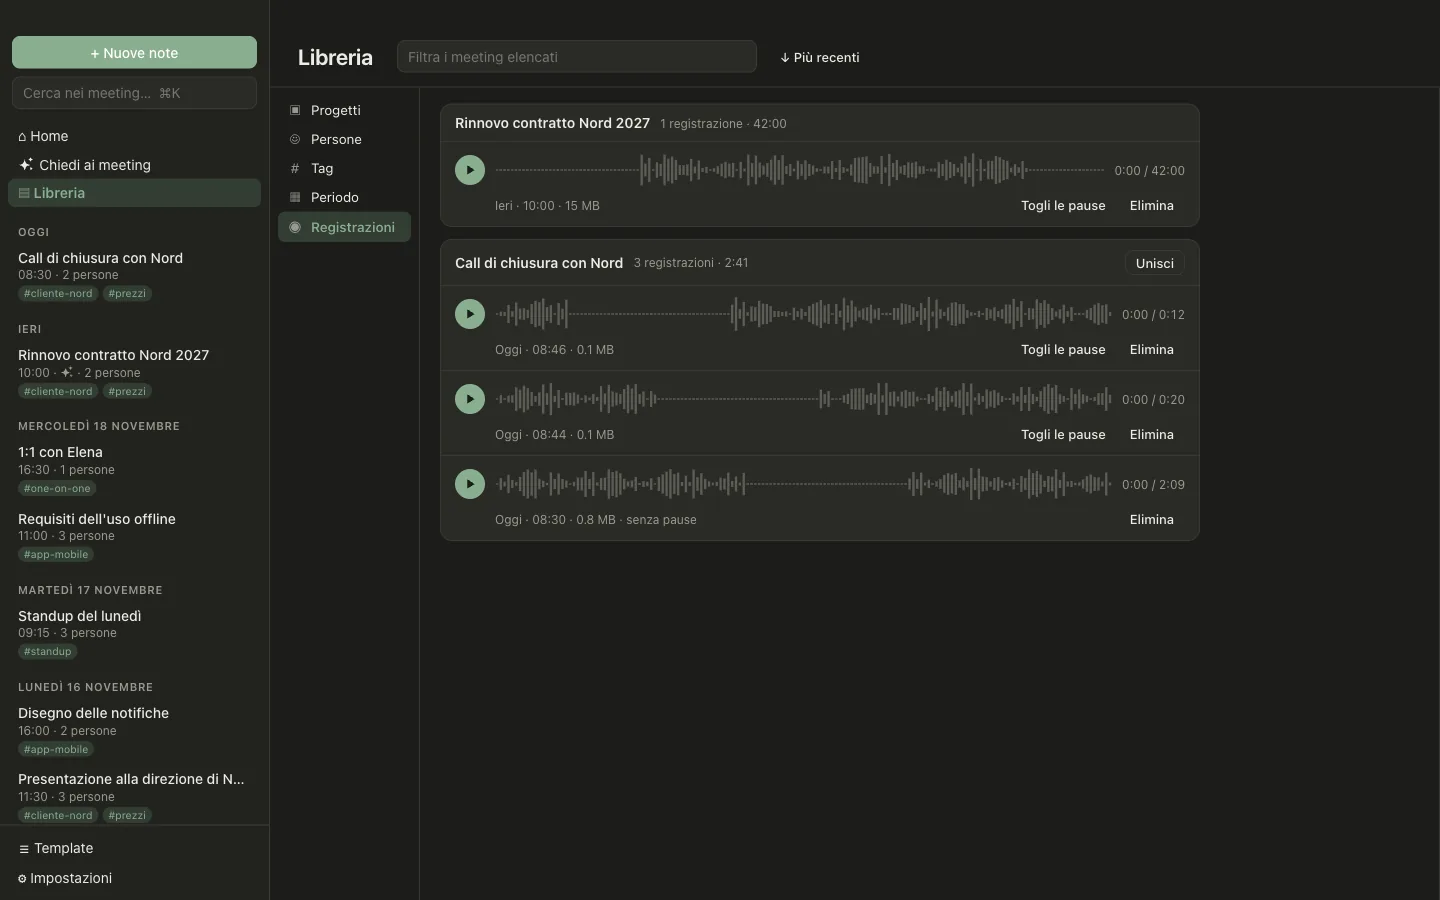 + Nuove note
Cerca nei meeting... ⌘K
Home
Chiedi ai meeting
Libreria
OGGI
Call di chiusura con Nord
08:30 · 2 persone
#cliente-nord #prezzi
IERI
Rinnovo contratto Nord 2027
10:00 · · 2 persone
#cliente-nord #prezzi
MERCOLEDÌ 18 NOVEMBRE
1:1 con Elena
16:30 · 1 persone
#one-on-one
Requisiti dell'uso offline
11:00 · 3 persone
#app-mobile
MARTEDÌ 17 NOVEMBRE
Standup del lunedì
09:15 · 3 persone
#standup
LUNEDÌ 16 NOVEMBRE
Disegno delle notifiche
16:00 · 2 persone
#app-mobile
Presentazione alla direzione di N...
11:30 · 3 persone
#cliente-nord #prezzi
Template
Impostazioni
Libreria
Filtra i meeting elencati
↓ Più recenti
Progetti
Persone
# Tag
Periodo
Registrazioni
Rinnovo contratto Nord 2027 1 registrazione · 42:00
0:00 / 42:00
Ieri · 10:00 · 15 MB Togli le pause Elimina
Call di chiusura con Nord 3 registrazioni · 2:41 Unisci
0:00 / 0:12
Oggi · 08:46 · 0.1 MB Togli le pause Elimina
0:00 / 0:20
Oggi · 08:44 · 0.1 MB Togli le pause Elimina
0:00 / 2:09
Oggi · 08:30 · 0.8 MB · senza pause Elimina